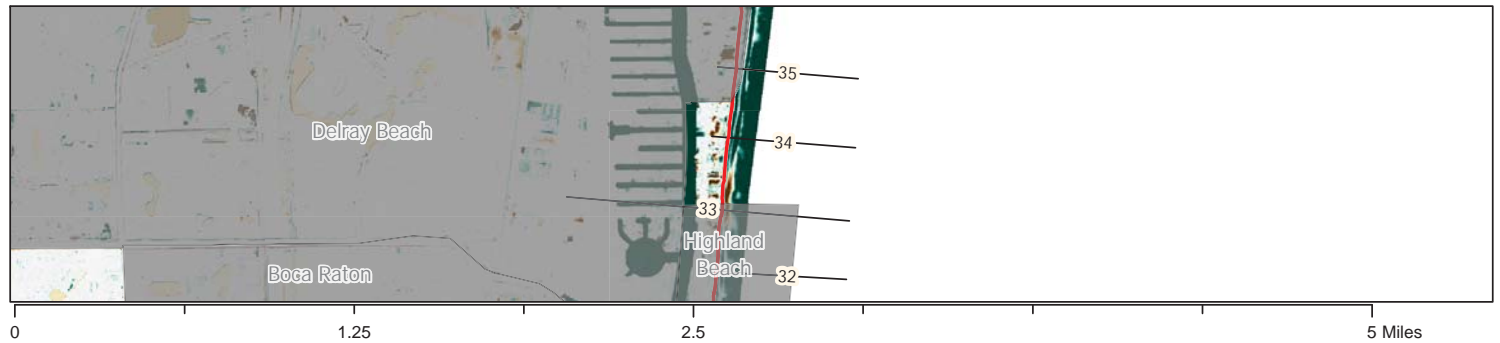 35
Delray Beach
34
33
Highland
Beach
Boca Raton
32
0
1.25
2.5
5 Miles